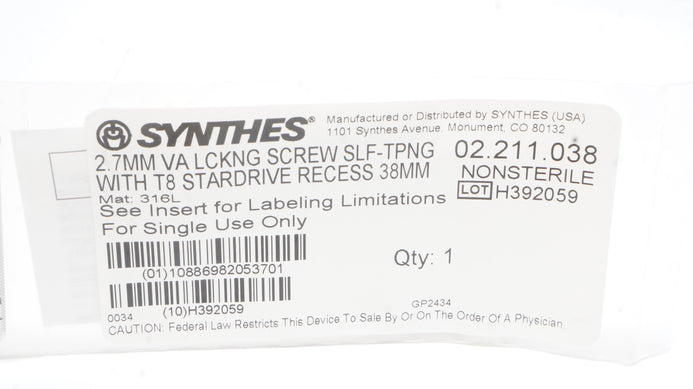 SYNTHES®
Manufactured or Distributed by SYNTHES (USA)
1101 Synthes Avenue, Monument, CO 80132
2.7MM VA LCKNG SCREW SLF-TPNG
WITH T8 STARDRIVE RECESS 38MM
02.211.038
NONSTERILE
LOT H392059
Mat: 316L
See Insert for Labeling Limitations
For Single Use Only
(01)10886982053701
Qty: 1
(10)H392059
0034
GP2434
CAUTION: Federal Law Restricts This Device To Sale By Or On The Order Of A Physician.